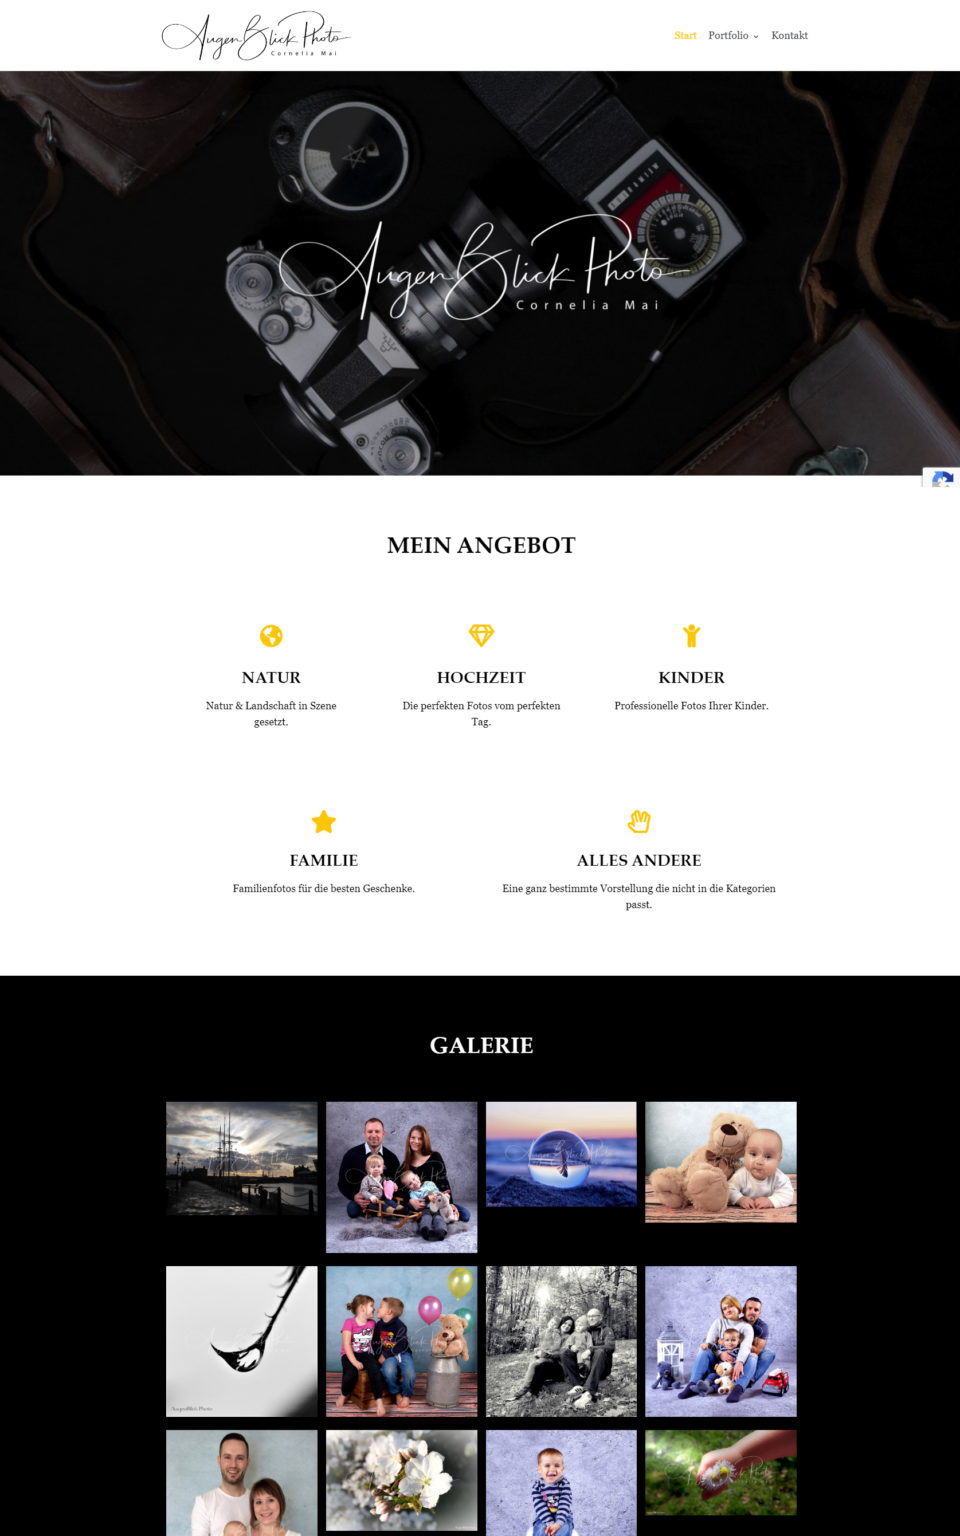 AugenBlick Photo
Cornelia Mai
Start Portfolio Kontakt
AugenBlick Photo
Cornelia Mai
MEIN ANGEBOT
NATUR
Natur & Landschaft in Szene
gesetzt.
HOCHZEIT
Die perfekten Fotos vom perfekten
Tag.
KINDER
Professionelle Fotos Ihrer Kinder.
FAMILIE
Familienfotos für die besten Geschenke.
ALLES ANDERE
Eine ganz bestimmte Vorstellung die nicht in die Kategorien
passt.
GALERIE
AugenBlick Photo